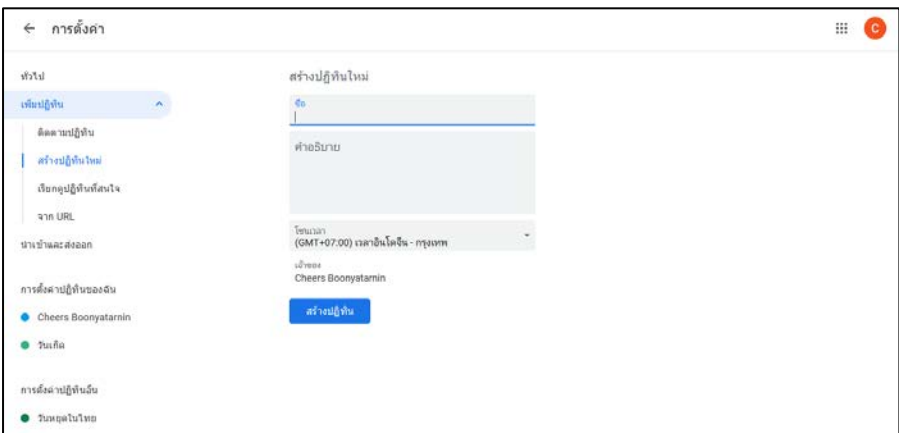 การตั้งค่า
C
ทั่วไป
เพิ่มปฏิทิน
ติดตามปฏิทิน
สร้างปฏิทินใหม่
เรียกดูปฏิทินที่สนใจ
จาก URL
นำเข้าและส่งออก
การตั้งค่าปฏิทินของฉัน
Cheers Boonyatarnin
วันเกิด
การตั้งค่าปฏิทินอื่น
วันหยุดในไทย
สร้างปฏิทินใหม่
ชื่อ
คำอธิบาย
โซนเวลา
(GMT+07:00) เวลาอินโดจีน - กรุงเทพ
เจ้าของ
Cheers Boonyatarnin
สร้างปฏิทิน